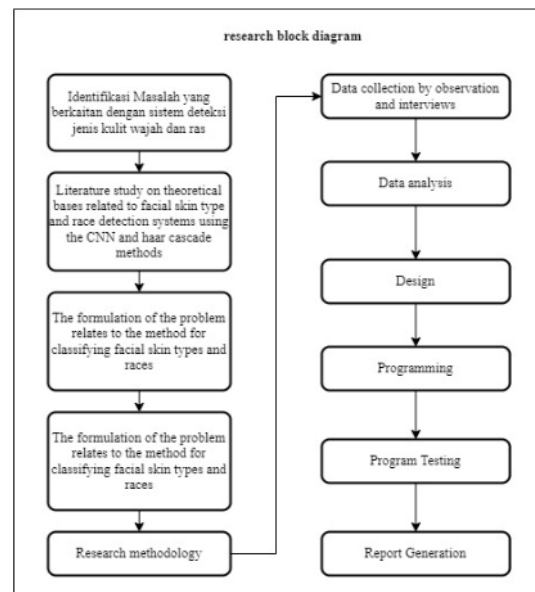 research block diagram
Identifikasi Masalah yang
berkaitan dengan sistem deteksi
jenis kulit wajah dan ras
Literature study on theoretical
bases related to facial skin type
and race detection systems using
the CNN and haar cascade
methods
The formulation of the problem
relates to the method for
classifying facial skin types and
races
The formulation of the problem
relates to the method for
classifying facial skin types and
races
Research methodology
Data collection by observation
and interviews
Data analysis
Design
Programming
Program Testing
Report Generation